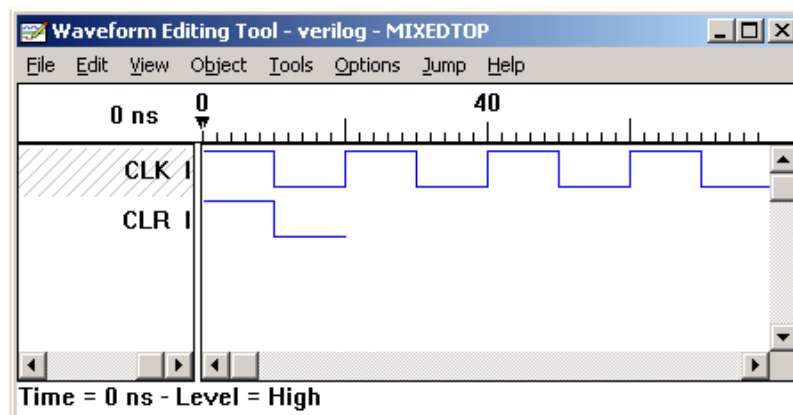 Waveform Editing Tool - verilog - MIXEDTOP
File Edit View Object Tools Options Jump Help
0 ns 0 40
CLK I
CLR I
Time = 0 ns - Level = High